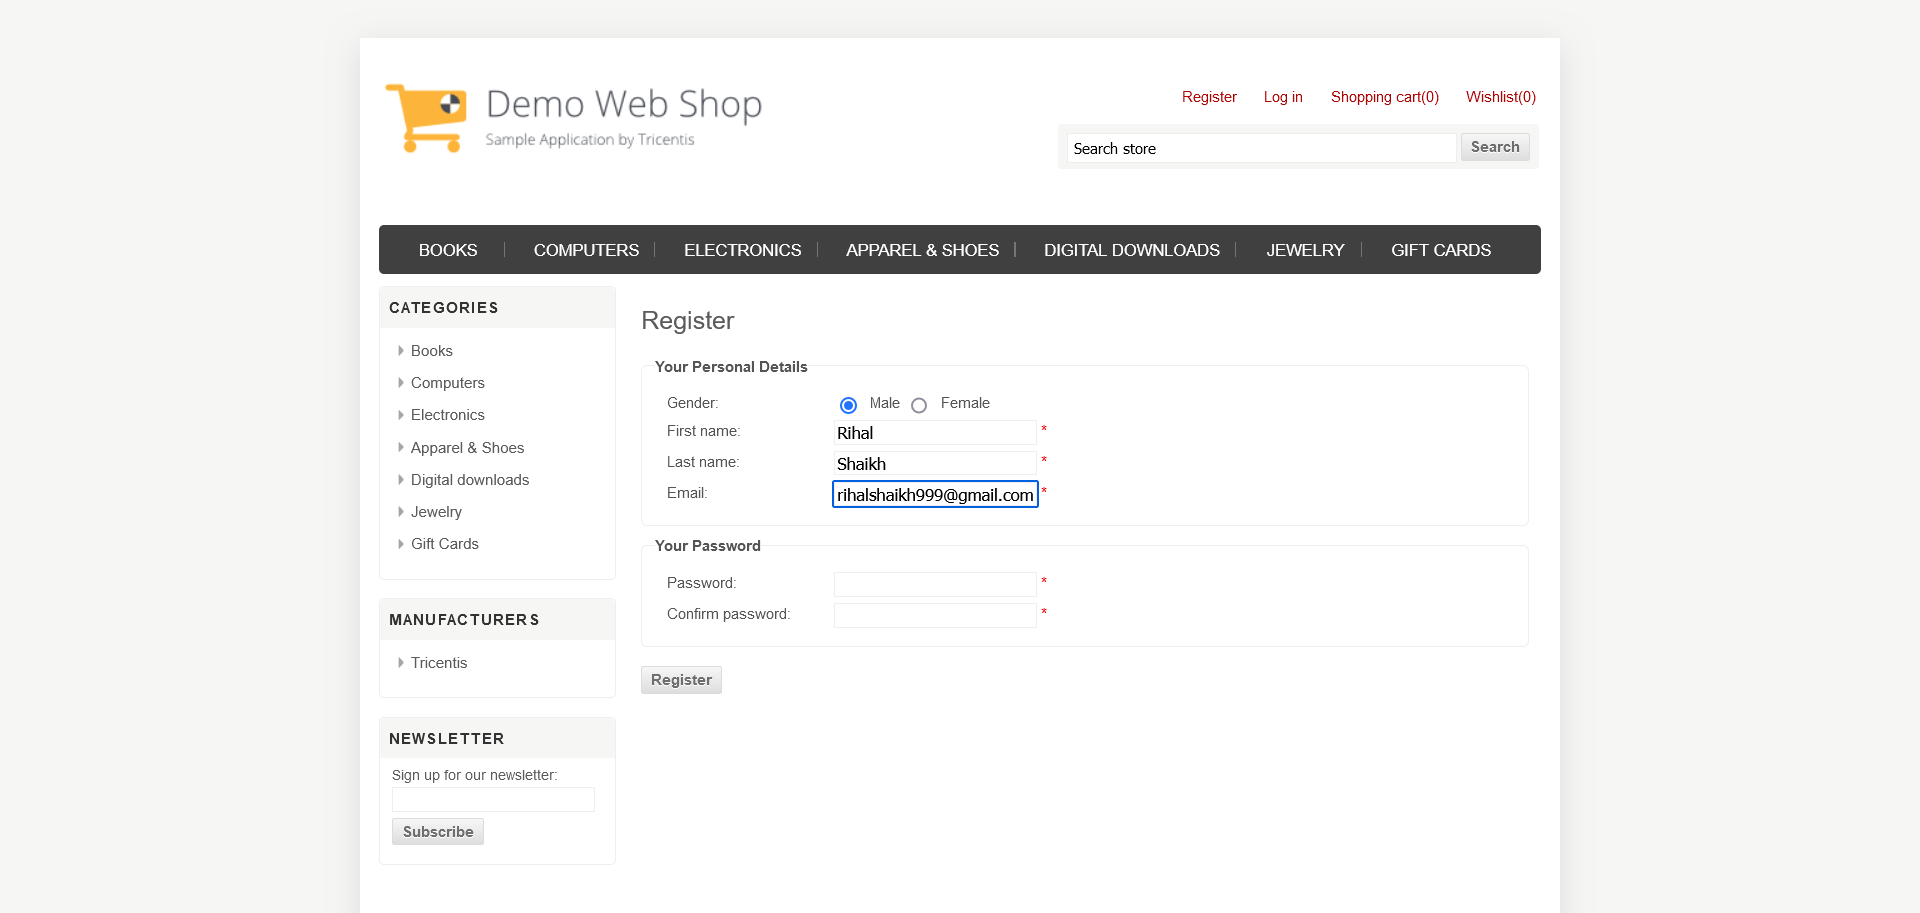 Demo Web Shop
Sample Application by Tricentis
Register Log in Shopping cart(0) Wishlist(0)
Search store Search
BOOKS COMPUTERS ELECTRONICS APPAREL & SHOES DIGITAL DOWNLOADS JEWELRY GIFT CARDS
CATEGORIES
Books
Computers
Electronics
Apparel & Shoes
Digital downloads
Jewelry
Gift Cards
MANUFACTURERS
Tricentis
NEWSLETTER
Sign up for our newsletter:
Subscribe
Register
Your Personal Details
Gender: Male Female
First name: Rihal *
Last name: Shaikh *
Email: rihalshaikh999@gmail.com *
Your Password
Password: *
Confirm password: *
Register